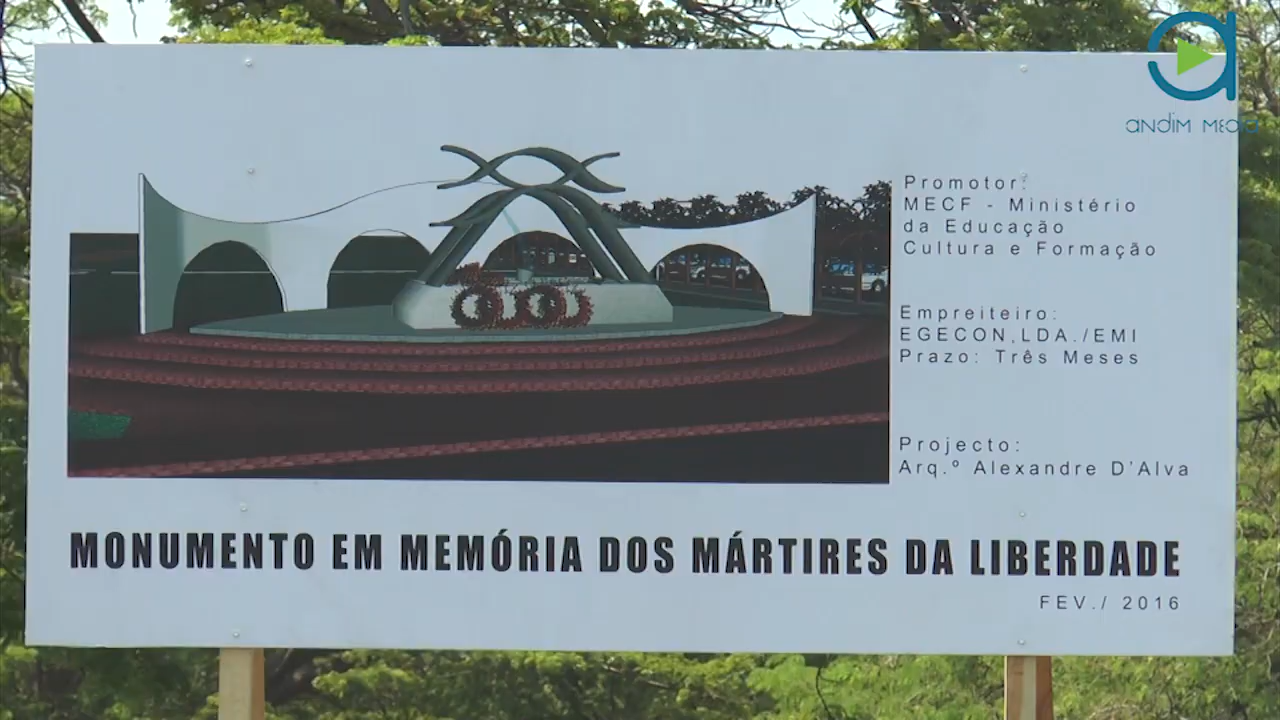 andim media
Promotor:
MECF - Ministério
da Educação
Cultura e Formação
Empreiteiro:
EGECON,LDA./EMI
Prazo: Três Meses
Projecto:
Arq.º Alexandre D'Alva
MONUMENTO EM MEMÓRIA DOS MÁRTIRES DA LIBERDADE
FEV./ 2016